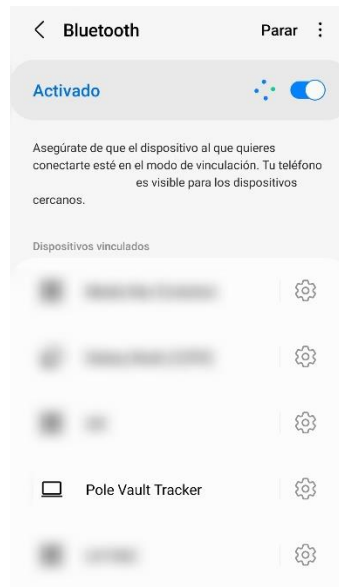 Bluetooth Parar
Activado
Asegúrate de que el dispositivo al que quieres
conectarte esté en el modo de vinculación. Tu teléfono
es visible para los dispositivos
cercanos.
Dispositivos vinculados
Pole Vault Tracker